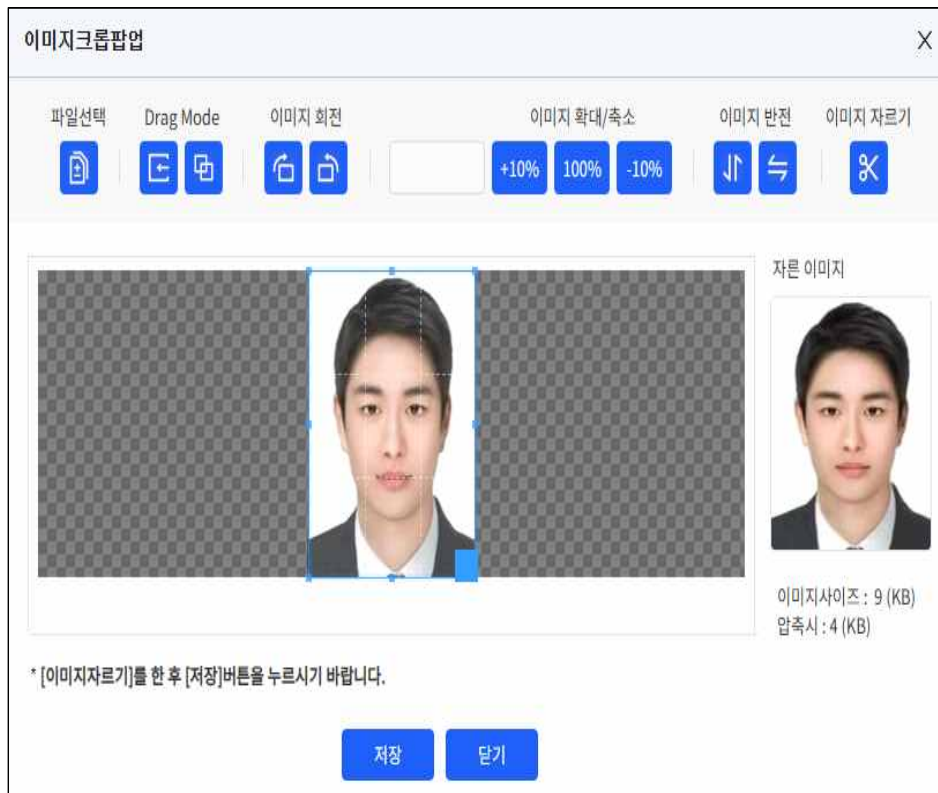 이미지크롭팝업 X
파일선택 Drag Mode 이미지 회전 이미지 확대/축소 이미지 반전 이미지 자르기
+10% 100% -10%
자른 이미지
이미지사이즈 : 9 (KB)
압축시 : 4 (KB)
* [이미지자르기]를 한 후 [저장]버튼을 누르시기 바랍니다.
저장 닫기